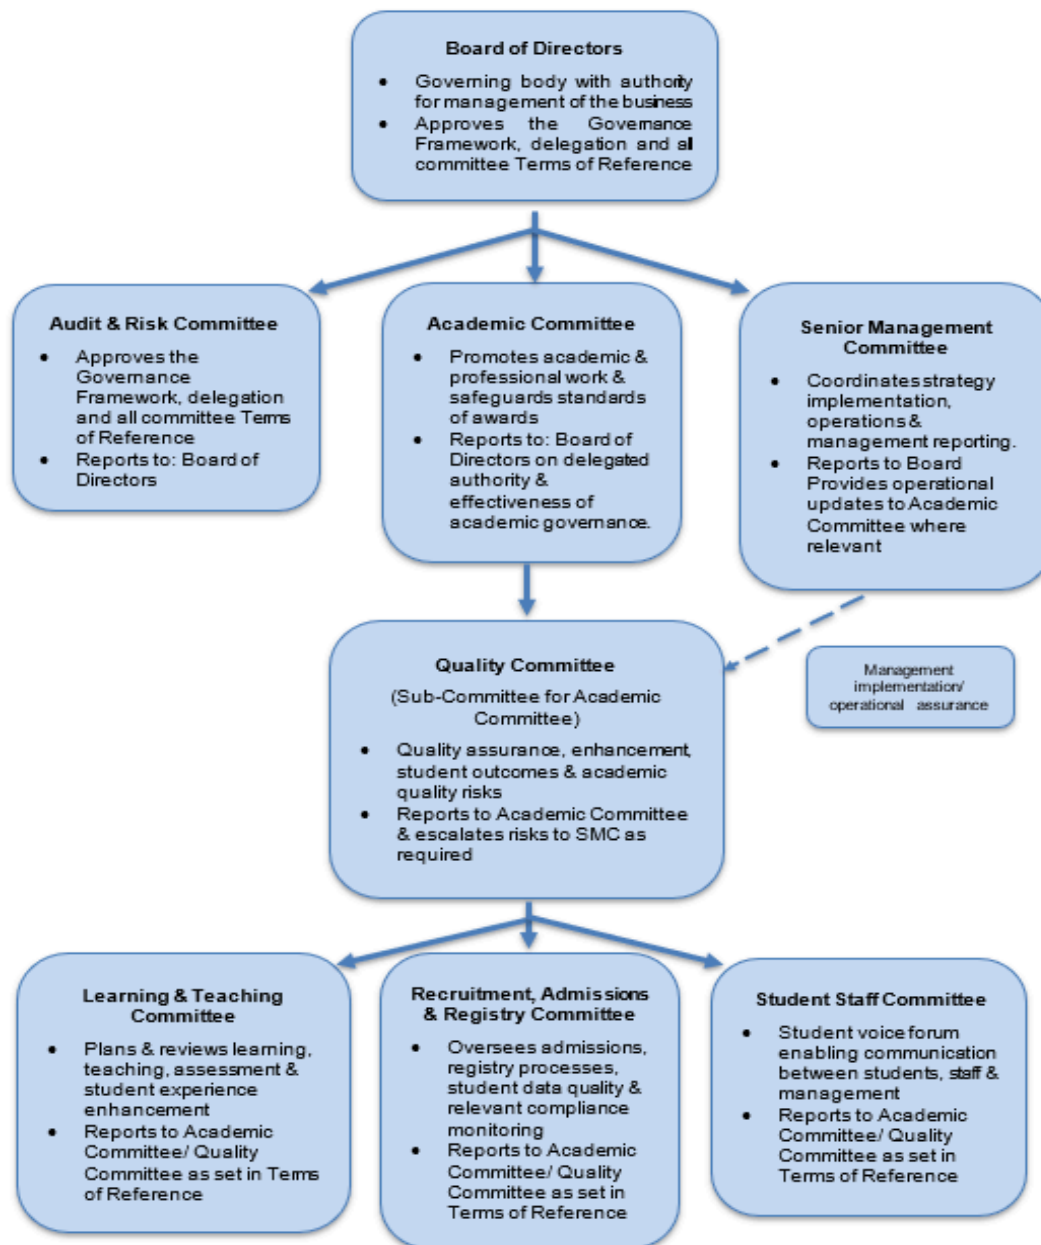 Board of Directors
• Governing body with authority
for management of the business
• Approves the Governance
Framework, delegation and all
committee Terms of Reference
Audit & Risk Committee
• Approves the
Governance
Framework, delegation
and all committee Terms
of Reference
• Reports to: Board of
Directors
Academic Committee
• Promotes academic &
professional work &
safeguards standards
of awards
• Reports to: Board of
Directors on delegated
authority &
effectiveness of
academic governance.
Senior Management
Committee
• Coordinates strategy
implementation,
operations &
management reporting.
• Reports to Board
Provides operational
updates to Academic
Committee where
relevant
Quality Committee
(Sub-Committee for Academic
Committee)
• Quality assurance, enhancement,
student outcomes & academic
quality risks
• Reports to Academic Committee
& escalates risks to SMC as
required
Management
implementation/
operational assurance
Learning & Teaching
Committee
• Plans & reviews learning,
teaching, assessment &
student experience
enhancement
• Reports to Academic
Committee/ Quality
Committee as set in Terms
of Reference
Recruitment, Admissions
& Registry Committee
• Oversees admissions,
registry processes,
student data quality &
relevant compliance
monitoring
• Reports to Academic
Committee/ Quality
Committee as set in
Terms of Reference
Student Staff Committee
• Student voice forum
enabling communication
between students, staff &
management
• Reports to Academic
Committee/ Quality
Committee as set in
Terms of Reference